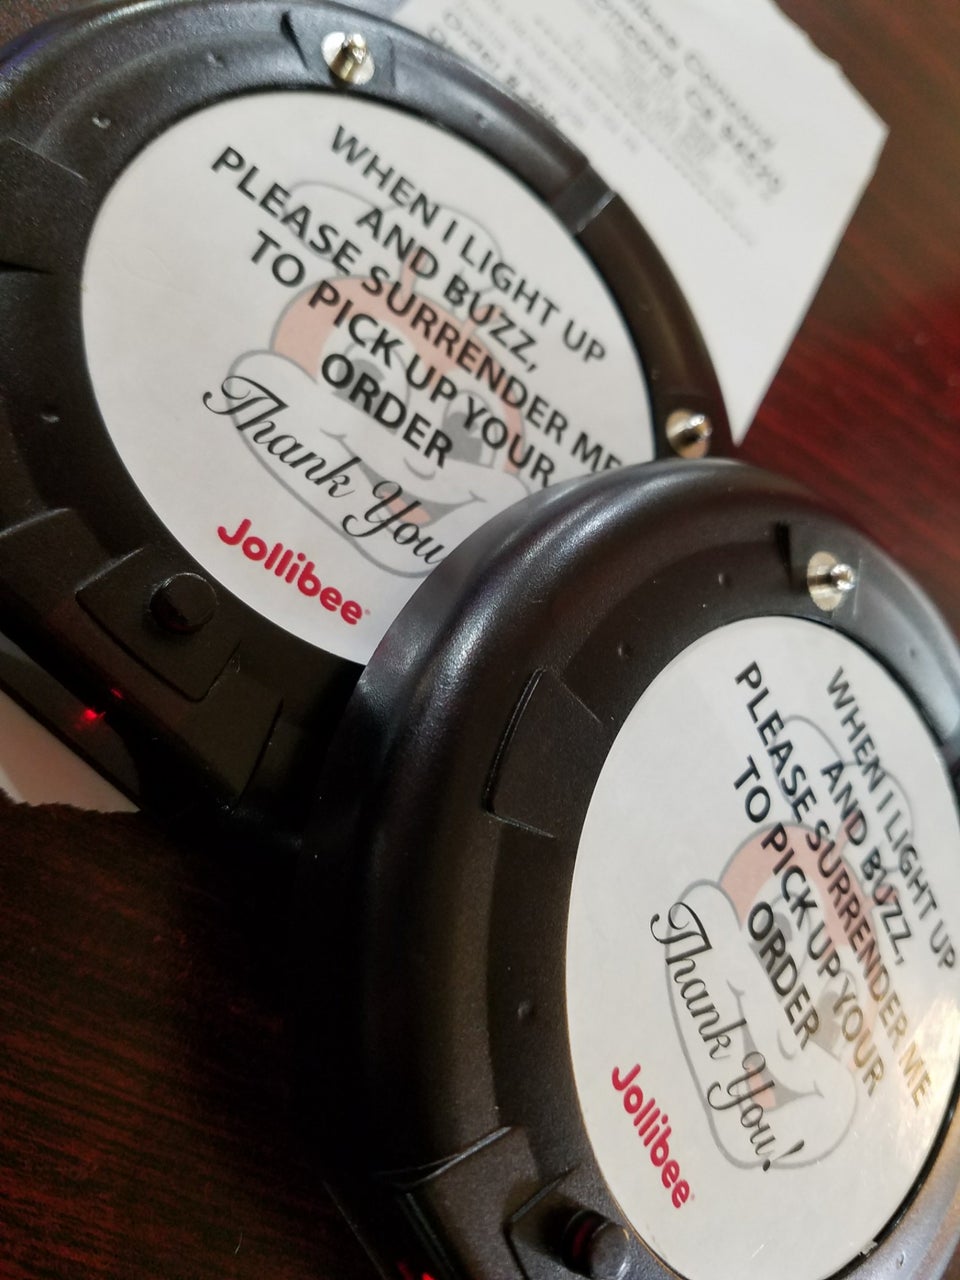 WHEN I LIGHT UP
AND BUZZ,
PLEASE SURRENDER ME
TO PICK UP YOUR
ORDER
Thank You
Jollibee
WHEN I LIGHT UP
AND BUZZ,
PLEASE SURRENDER ME
TO PICK UP YOUR
ORDER
Thank You!
Jollibee